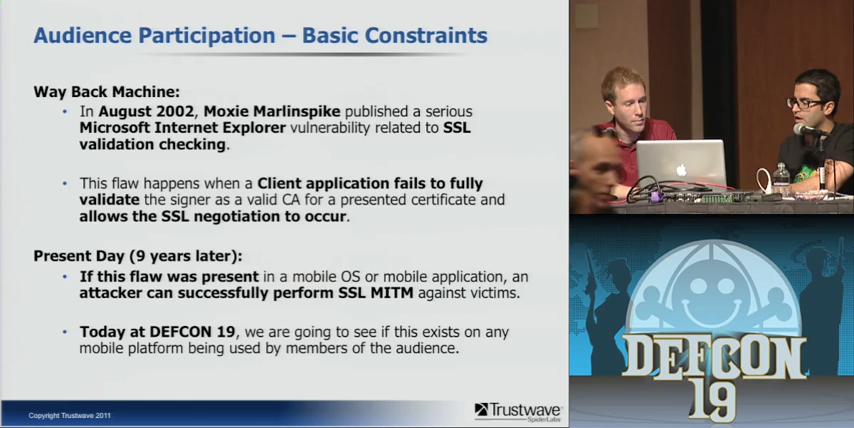 Audience Participation – Basic Constraints
Way Back Machine:
• In August 2002, Moxie Marlinspike published a serious
Microsoft Internet Explorer vulnerability related to SSL
validation checking.
• This flaw happens when a Client application fails to fully
validate the signer as a valid CA for a presented certificate and
allows the SSL negotiation to occur.
Present Day (9 years later):
• If this flaw was present in a mobile OS or mobile application, an
attacker can successfully perform SSL MITM against victims.
• Today at DEFCON 19, we are going to see if this exists on any
mobile platform being used by members of the audience.
Copyright Trustwave 2011
Trustwave®
SpiderLabs
DEFCON
19